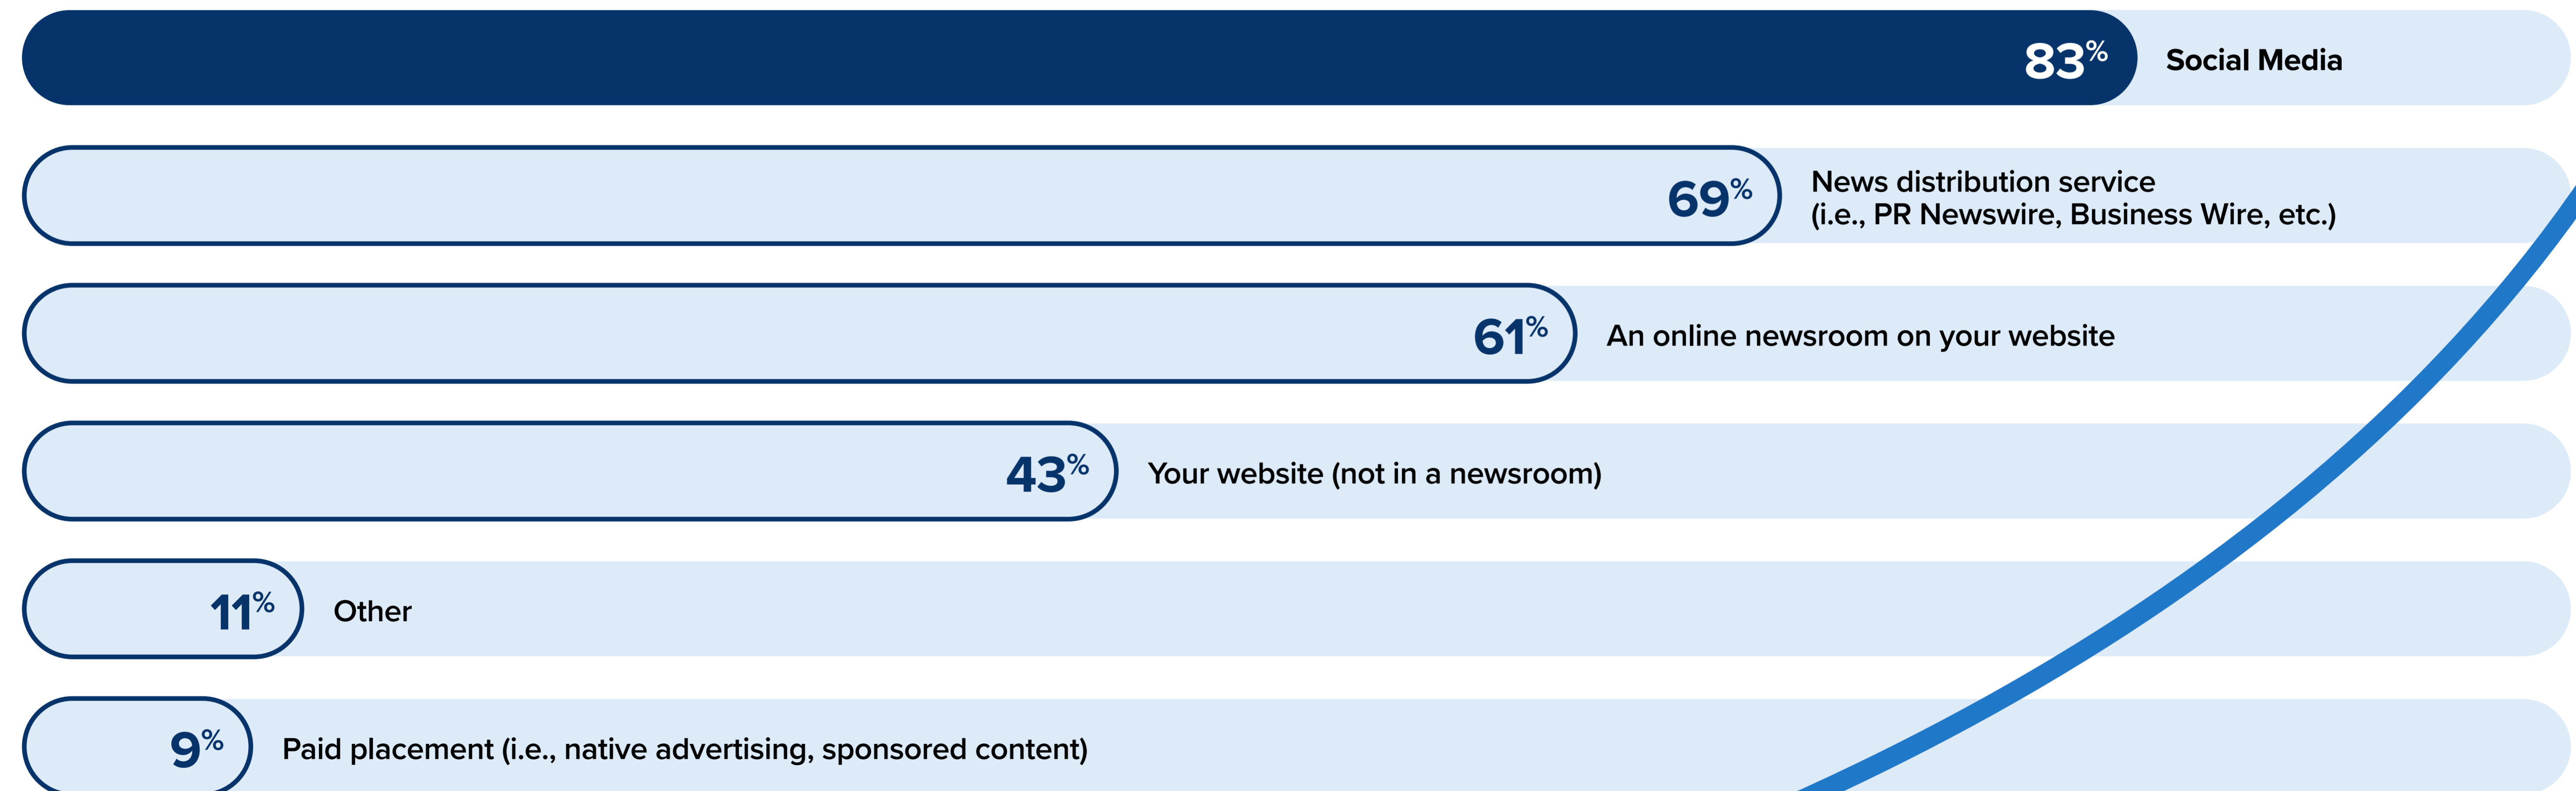 83% Social Media
69% News distribution service
(i.e., PR Newswire, Business Wire, etc.)
61% An online newsroom on your website
43% Your website (not in a newsroom)
11% Other
9% Paid placement (i.e., native advertising, sponsored content)